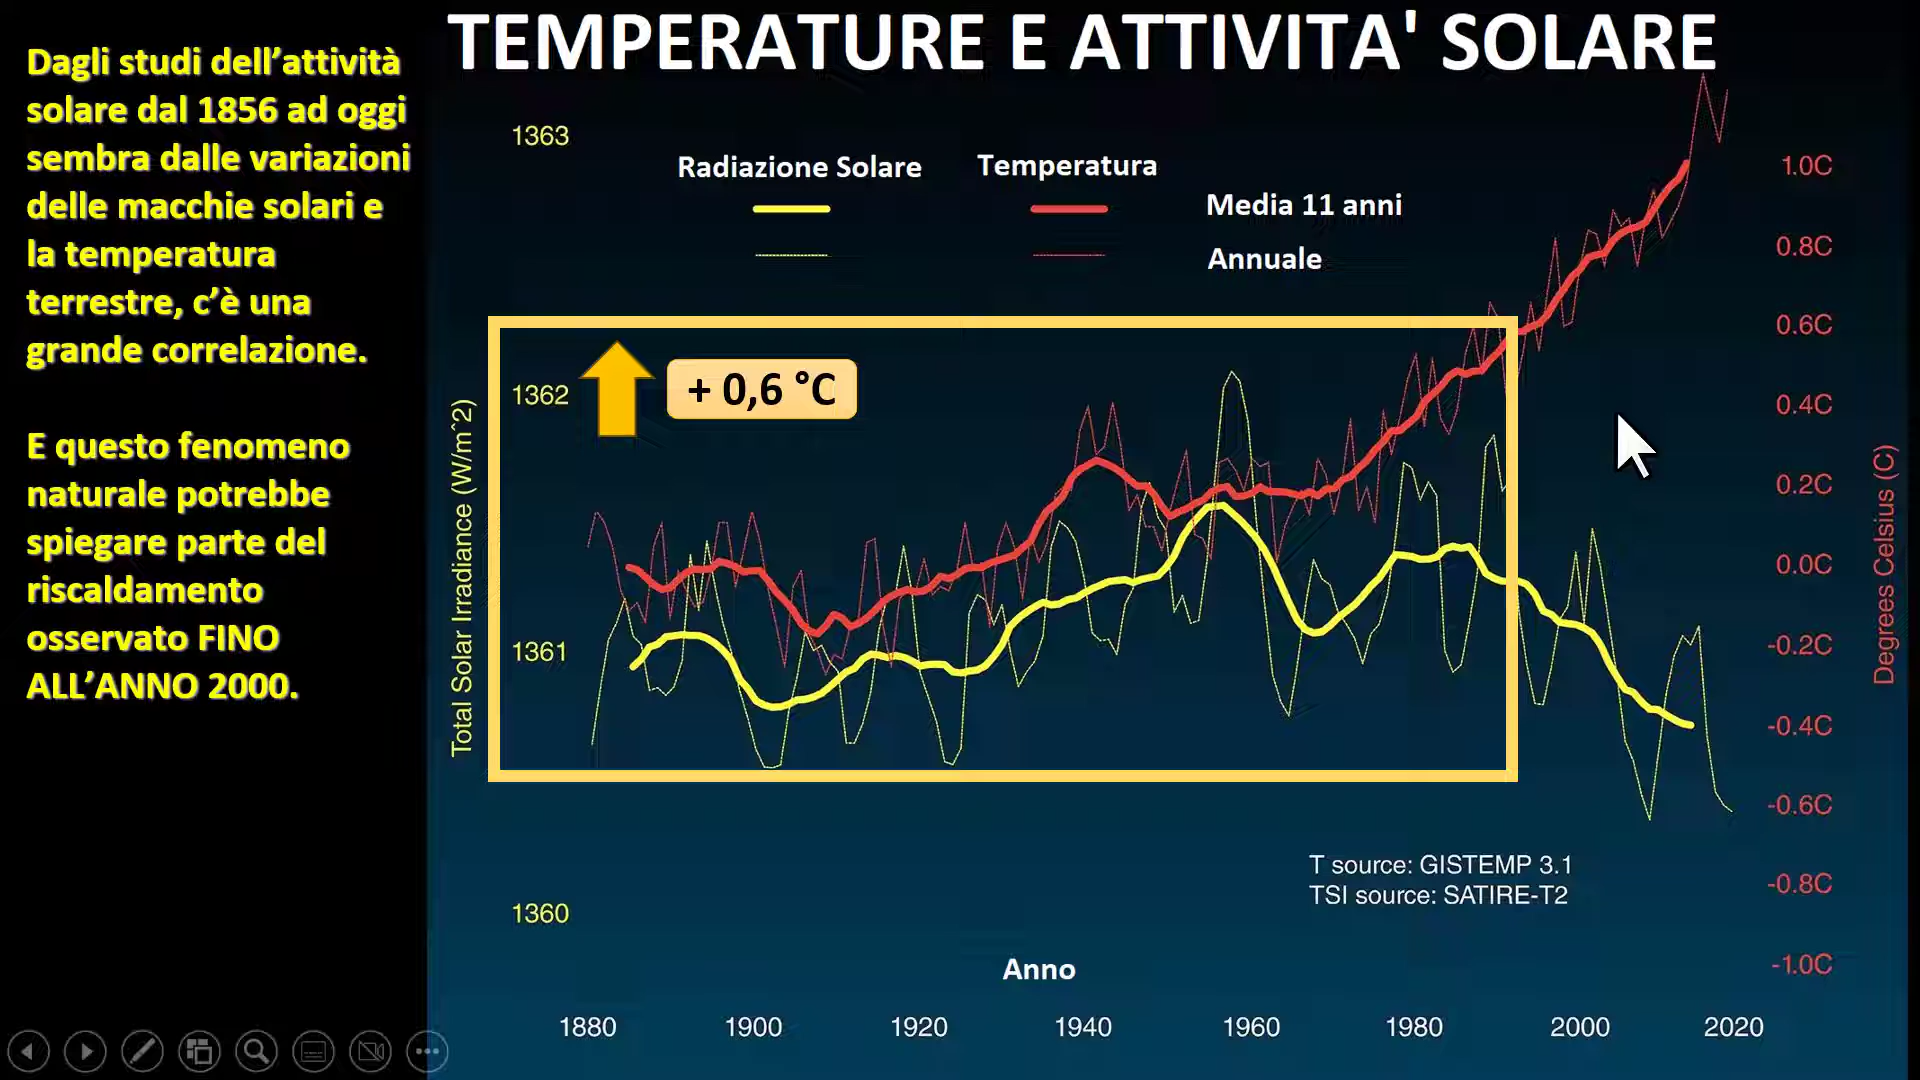 TEMPERATURE E ATTIVITA' SOLARE
Dagli studi dell’attività
solare dal 1856 ad oggi
sembra dalle variazioni
delle macchie solari e
la temperatura
terrestre, c’è una
grande correlazione.
E questo fenomeno
naturale potrebbe
spiegare parte del
riscaldamento
osservato FINO
ALL’ANNO 2000.
Radiazione Solare
Temperatura
Media 11 anni
Annuale
+ 0,6 °C
Total Solar Irradiance (W/m^2)
1363
1362
1361
1360
Degrees Celsius (C)
1.0C
0.8C
0.6C
0.4C
0.2C
0.0C
-0.2C
-0.4C
-0.6C
-0.8C
-1.0C
T source: GISTEMP 3.1
TSI source: SATIRE-T2
Anno
1880 1900 1920 1940 1960 1980 2000 2020